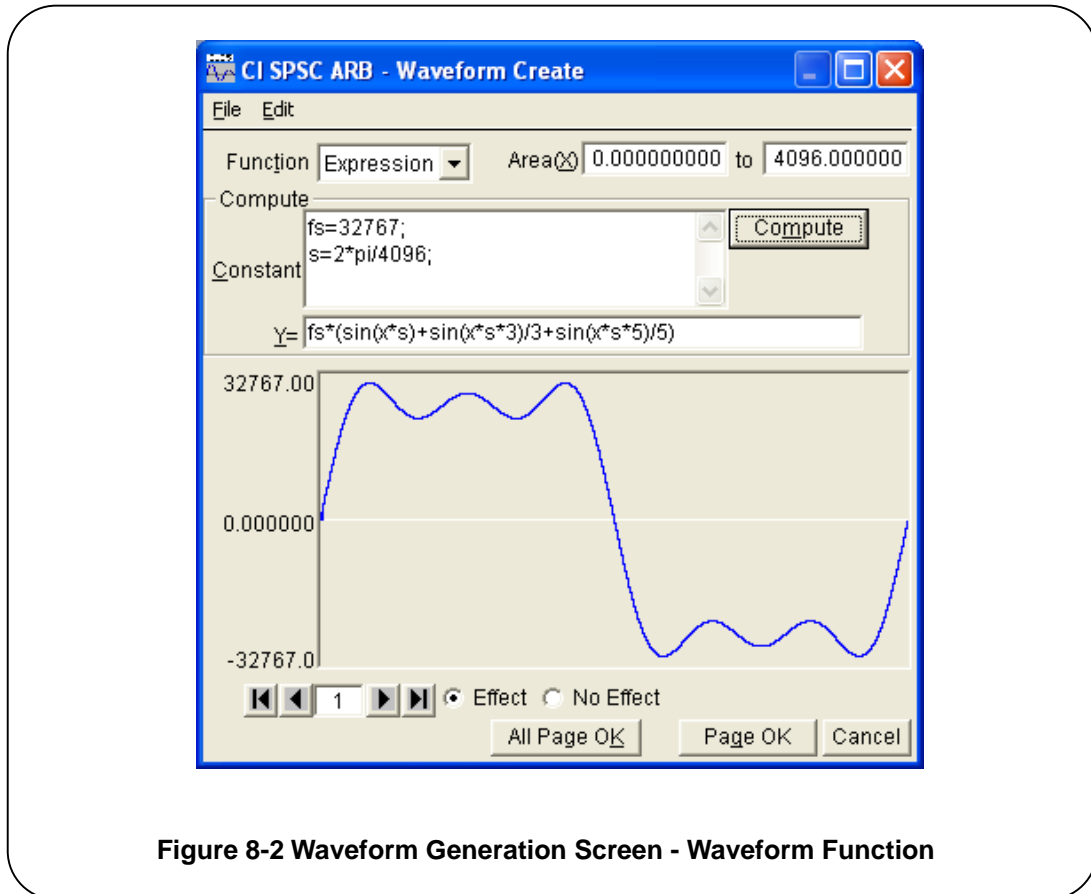 CI SPSC ARB - Waveform Create
File Edit
Function Expression Area(X) 0.000000000 to 4096.000000
Compute
fs=32767;
s=2*pi/4096;
Constant
Compute
Y= fs*(sin(x*s)+sin(x*s*3)/3+sin(x*s*5)/5)
32767.00
0.000000
-32767.0
1 Effect No Effect
All Page OK Page OK Cancel
Figure 8-2 Waveform Generation Screen - Waveform Function